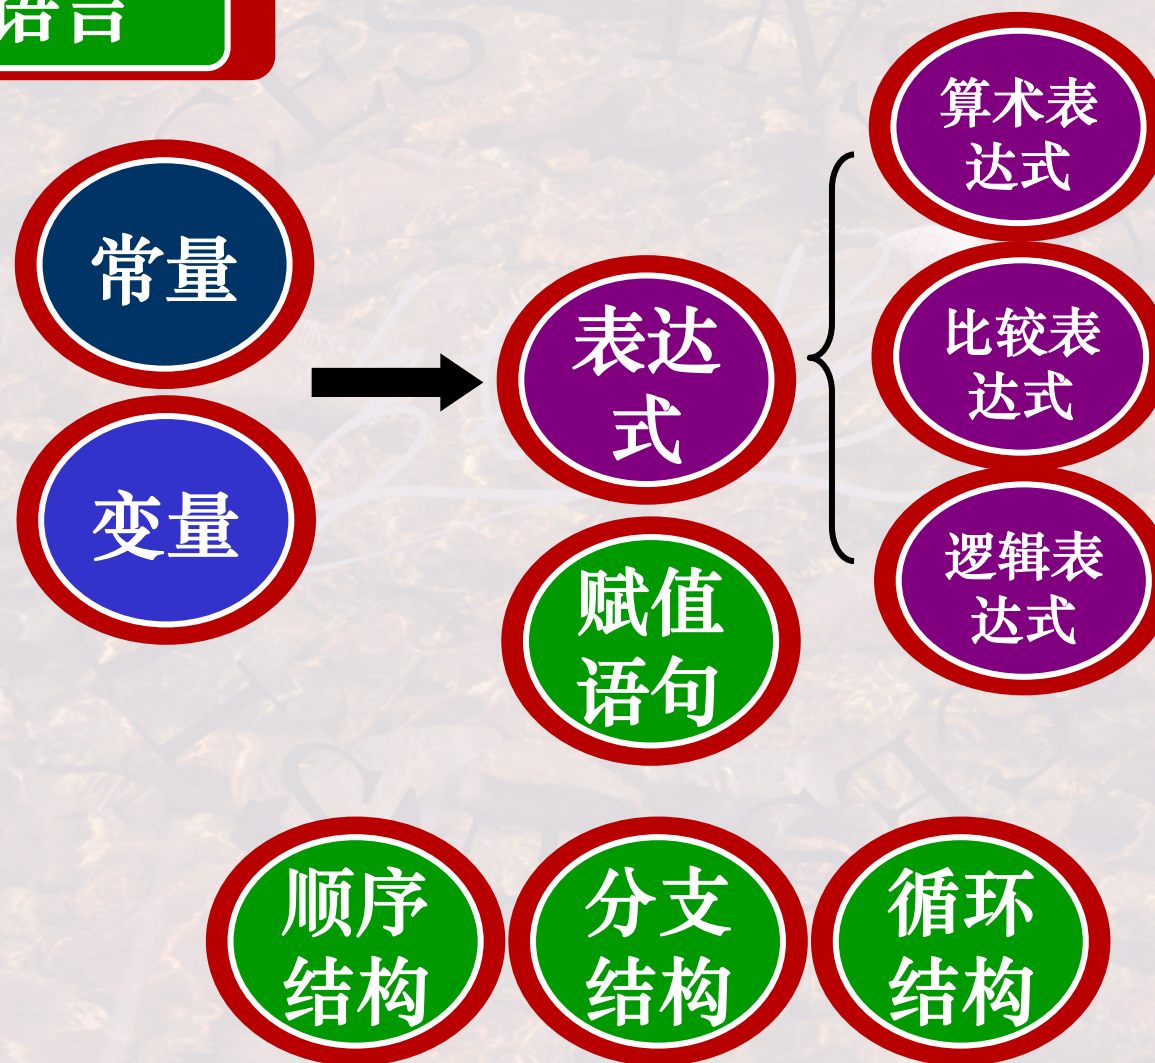 语言
常量
变量
表达
式
赋值
语句
算术表
达式
比较表
达式
逻辑表
达式
顺序
结构
分支
结构
循环
结构